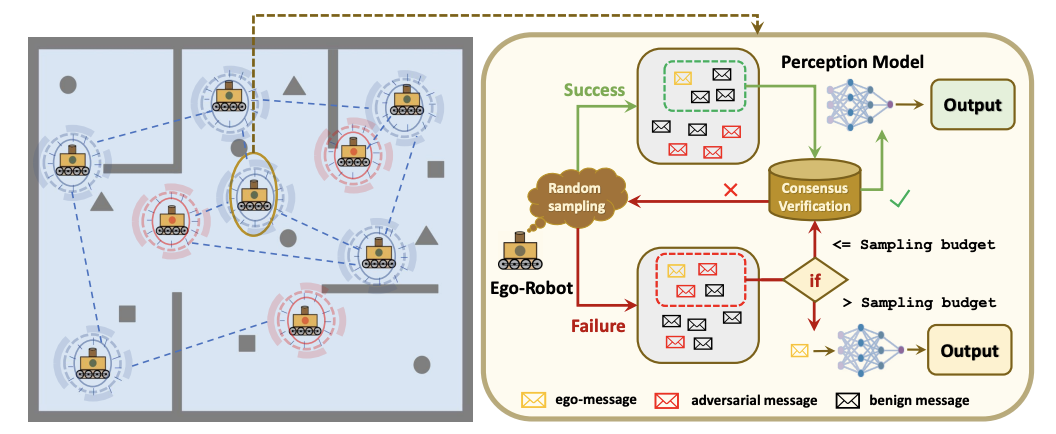 Perception Model
Success
Output
Random
sampling
Consensus
Verification
<= Sampling budget
Ego-Robot
if
> Sampling budget
Failure
Output
ego-message
adversarial message
benign message